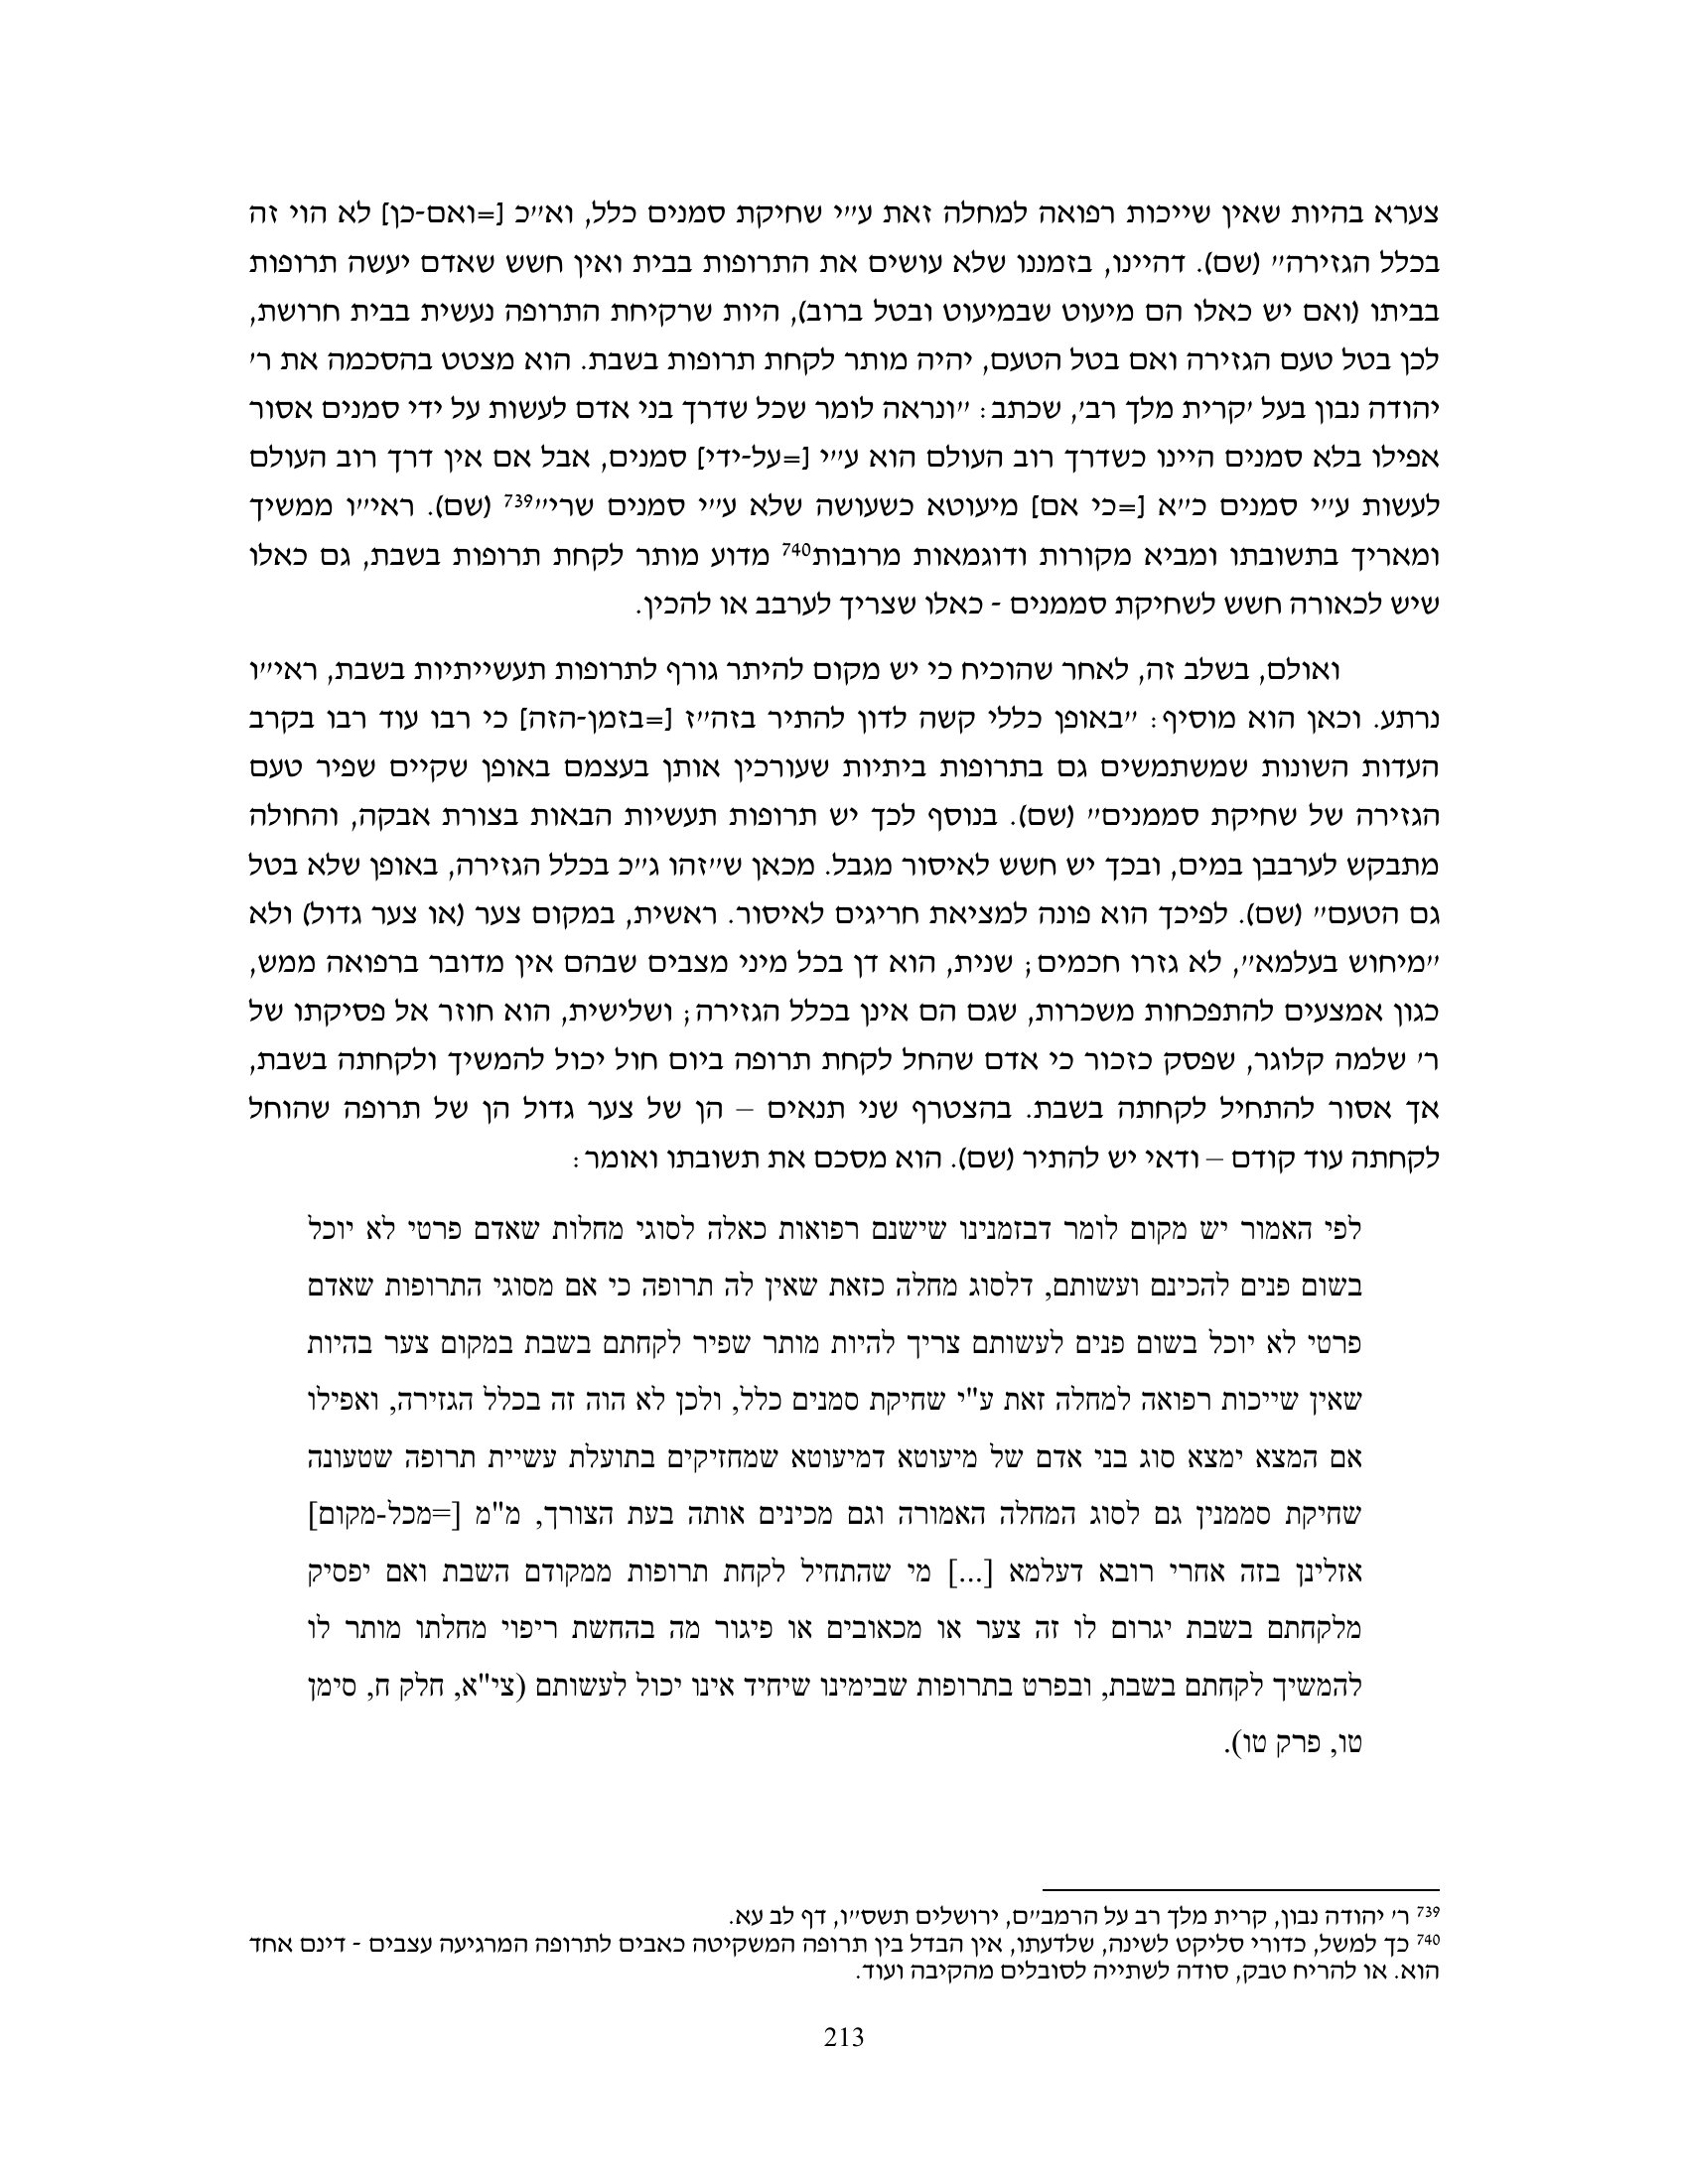 צערא בהיות שאין שייכות רפואה למחלה זאת ע״י שחיקת סמנים כלל, וא״כ [=ואם-כן] לא הוי זה
בכלל הגזירה״ (שם). דהיינו, בזמננו שלא עושים את התרופות בבית ואין חשש שאדם יעשה תרופות
בביתו (ואם יש כאלו הם מיעוט שבמיעוט ובטל ברוב), היות שרקיחת התרופה נעשית בבית חרושת,
לכן בטל טעם הגזירה ואם בטל הטעם, יהיה מותר לקחת תרופות בשבת. הוא מצטט בהסכמה את ר׳
יהודה נבון בעל ׳קרית מלך רב׳, שכתב: ״ונראה לומר שכל שדרך בני אדם לעשות על ידי סמנים אסור
אפילו בלא סמנים היינו כשדרך רוב העולם הוא ע״י [=על-ידי] סמנים, אבל אם אין דרך רוב העולם
לעשות ע״י סמנים כ״א [=כי אם] מיעוטא כשעושה שלא ע״י סמנים שרי״739 (שם). ראי״ו ממשיך
ומאריך בתשובתו ומביא מקורות ודוגמאות מרובות740 מדוע מותר לקחת תרופות בשבת, גם כאלו
שיש לכאורה חשש לשחיקת סממנים - כאלו שצריך לערבב או להכין.
ואולם, בשלב זה, לאחר שהוכיח כי יש מקום להיתר גורף לתרופות תעשייתיות בשבת, ראי״ו
נרתע. וכאן הוא מוסיף: ״באופן כללי קשה לדון להתיר בזה״ז [=בזמן-הזה] כי רבו עוד רבו בקרב
העדות השונות שמשתמשים גם בתרופות ביתיות שעורכין אותן בעצמם באופן שקיים שפיר טעם
הגזירה של שחיקת סממנים״ (שם). בנוסף לכך יש תרופות תעשיות הבאות בצורת אבקה, והחולה
מתבקש לערבבן במים, ובכך יש חשש לאיסור מגבל. מכאן ש״זהו ג״כ בכלל הגזירה, באופן שלא בטל
גם הטעם״ (שם). לפיכך הוא פונה למציאת חריגים לאיסור. ראשית, במקום צער (או צער גדול) ולא
״מיחוש בעלמא״, לא גזרו חכמים; שנית, הוא דן בכל מיני מצבים שבהם אין מדובר ברפואה ממש,
כגון אמצעים להתפכחות משכרות, שגם הם אינן בכלל הגזירה; ושלישית, הוא חוזר אל פסיקתו של
ר׳ שלמה קלוגר, שפסק כזכור כי אדם שהחל לקחת תרופה ביום חול יכול להמשיך ולקחתה בשבת,
אך אסור להתחיל לקחתה בשבת. בהצטרף שני תנאים – הן של צער גדול הן של תרופה שהוחל
לקחתה עוד קודם – ודאי יש להתיר (שם). הוא מסכם את תשובתו ואומר:
לפי האמור יש מקום לומר דבזמנינו שישנם רפואות כאלה לסוגי מחלות שאדם פרטי לא יוכל
בשום פנים להכינם ועשותם, דלסוג מחלה כזאת שאין לה תרופה כי אם מסוגי התרופות שאדם
פרטי לא יוכל בשום פנים לעשותם צריך להיות מותר שפיר לקחתם בשבת במקום צער בהיות
שאין שייכות רפואה למחלה זאת ע"י שחיקת סמנים כלל, ולכן לא הוה זה בכלל הגזירה, ואפילו
אם המצא ימצא סוג בני אדם של מיעוטא דמיעוטא שמחזיקים בתועלת עשיית תרופה שטעונה
שחיקת סממנין גם לסוג המחלה האמורה וגם מכינים אותה בעת הצורך, מ"מ [=מכל-מקום]
אזלינן בזה אחרי רובא דעלמא [...] מי שהתחיל לקחת תרופות ממקודם השבת ואם יפסיק
מלקחתם בשבת יגרום לו זה צער או מכאובים או פיגור מה בהחשת ריפוי מחלתו מותר לו
להמשיך לקחתם בשבת, ובפרט בתרופות שבימינו שיחיד אינו יכול לעשותם (צי"א, חלק ח, סימן
טו, פרק טו).
739 ר׳ יהודה נבון, קרית מלך רב על הרמב״ם, ירושלים תשס״ו, דף לב עא.
740 כך למשל, כדורי סליקט לשינה, שלדעתו, אין הבדל בין תרופה המשקיטה כאבים לתרופה המרגיעה עצבים - דינם אחד
הוא. או להריח טבק, סודה לשתייה לסובלים מהקיבה ועוד.
213